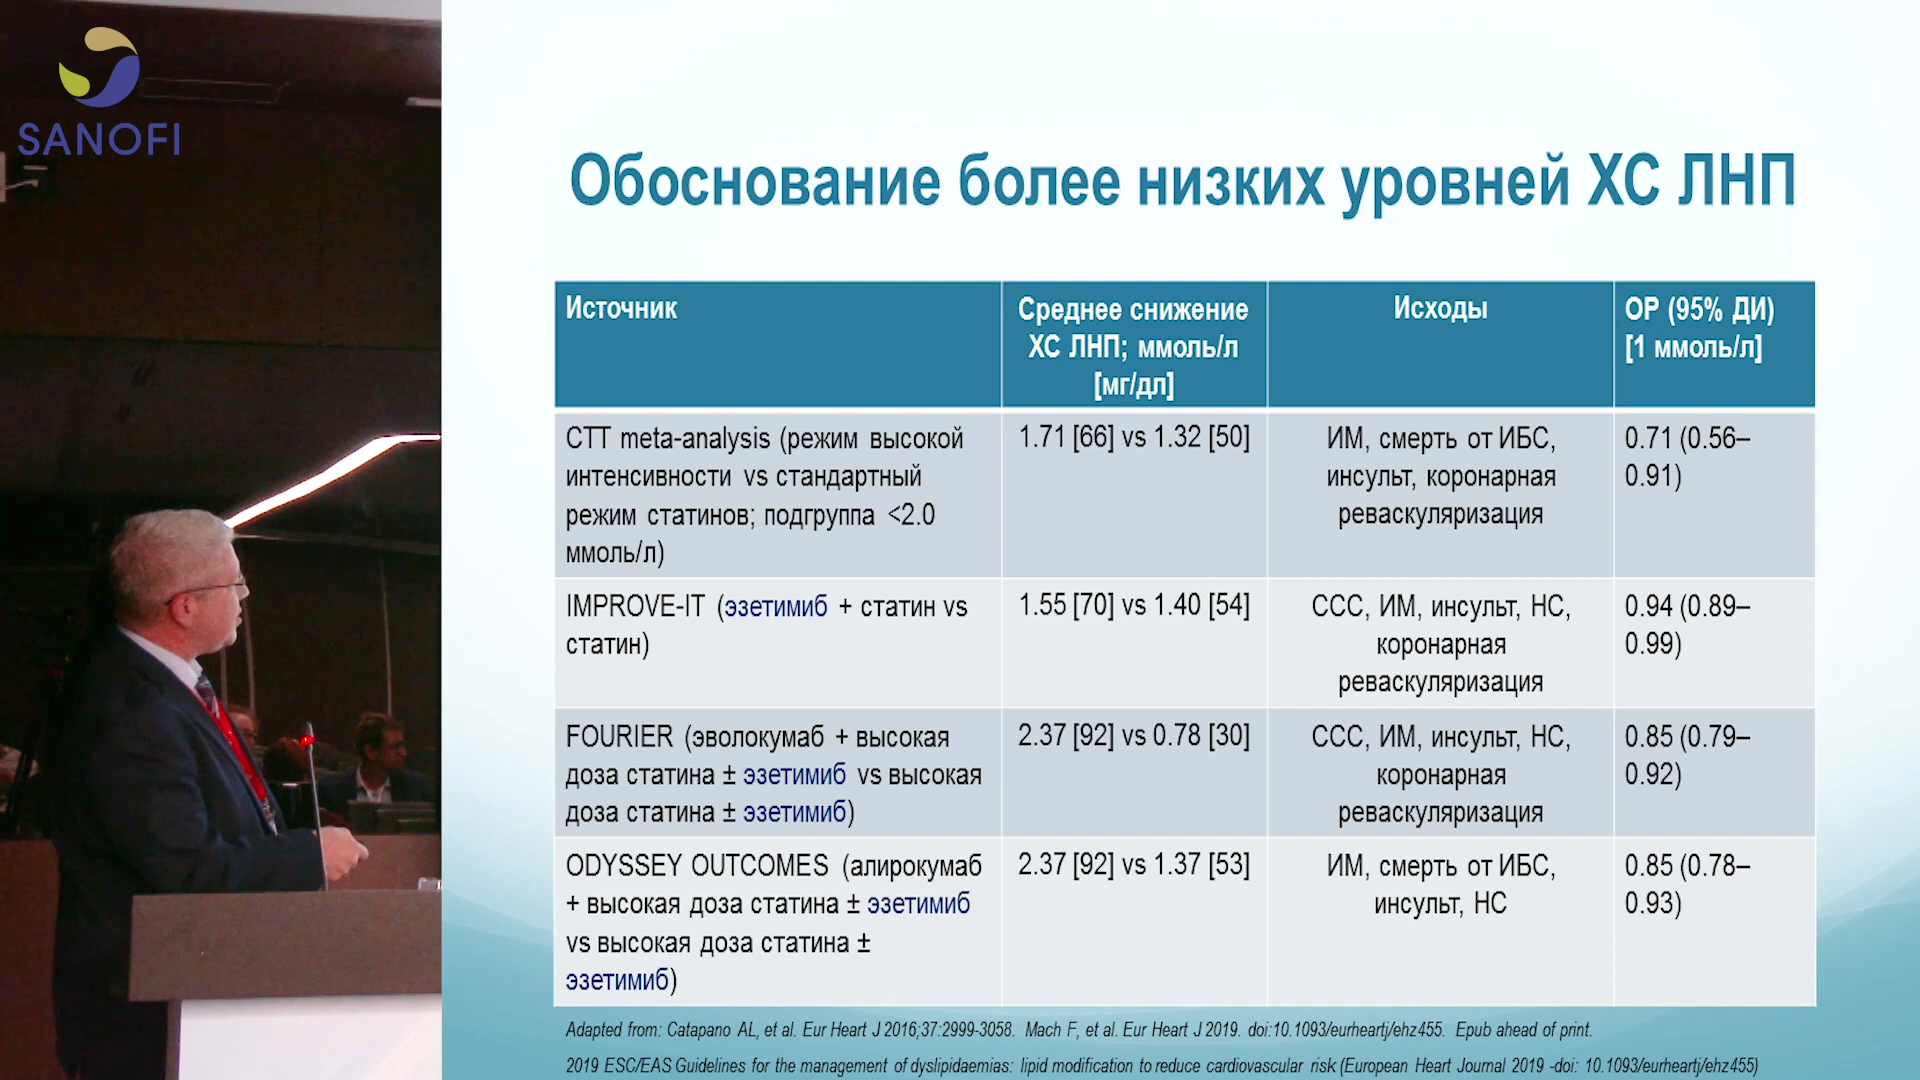 SANOFI
Обоснование более низких уровней ХС ЛНП
Источник
Среднее снижение
ХС ЛНП; ммоль/л
[мг/дл]
Исходы
ОР (95% ДИ)
[1 ммоль/л]
CTT meta-analysis (режим высокой
интенсивности vs стандартный
режим статинов; подгруппа <2.0
ммоль/л)
1.71 [66] vs 1.32 [50]
ИМ, смерть от ИБС,
инсульт, коронарная
реваскуляризация
0.71 (0.56–
0.91)
IMPROVE-IT (эзетимиб + статин vs
статин)
1.55 [70] vs 1.40 [54]
ССС, ИМ, инсульт, НС,
коронарная
реваскуляризация
0.94 (0.89–
0.99)
FOURIER (эволокумаб + высокая
доза статина ± эзетимиб vs высокая
доза статина ± эзетимиб)
2.37 [92] vs 0.78 [30]
ССС, ИМ, инсульт, НС,
коронарная
реваскуляризация
0.85 (0.79–
0.92)
ODYSSEY OUTCOMES (алирокумаб
+ высокая доза статина ± эзетимиб
vs высокая доза статина ±
эзетимиб)
2.37 [92] vs 1.37 [53]
ИМ, смерть от ИБС,
инсульт, НС
0.85 (0.78–
0.93)
Adapted from: Catapano AL, et al. Eur Heart J 2016;37:2999-3058. Mach F, et al. Eur Heart J 2019. doi:10.1093/eurheartj/ehz455. Epub ahead of print.
2019 ESC/EAS Guidelines for the management of dyslipidaemias: lipid modification to reduce cardiovascular risk (European Heart Journal 2019 -doi: 10.1093/eurheartj/ehz455)